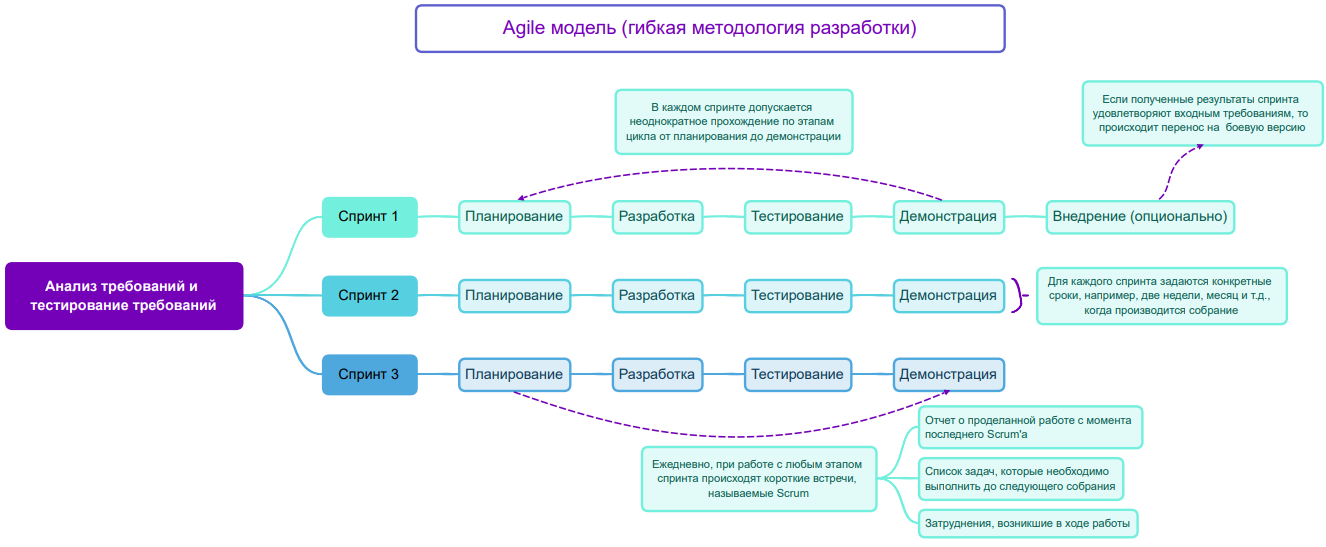 Agile модель (гибкая методология разработки)
В каждом спринте допускается
неоднократное прохождение по этапам
цикла от планирования до демонстрации
Если полученные результаты спринта
удовлетворяют входным требованиям, то
происходит перенос на боевую версию
Спринт 1
Планирование
Разработка
Тестирование
Демонстрация
Внедрение (опционально)
Анализ требований и
тестирование требований
Спринт 2
Планирование
Разработка
Тестирование
Демонстрация
Для каждого спринта задаются конкретные
сроки, например, две недели, месяц и т.д.,
когда производится собрание
Спринт 3
Планирование
Разработка
Тестирование
Демонстрация
Ежедневно, при работе с любым этапом
спринта происходят короткие встречи,
называемые Scrum
Отчет о проделанной работе с момента
последнего Scrum'а
Список задач, которые необходимо
выполнить до следующего собрания
Затруднения, возникшие в ходе работы